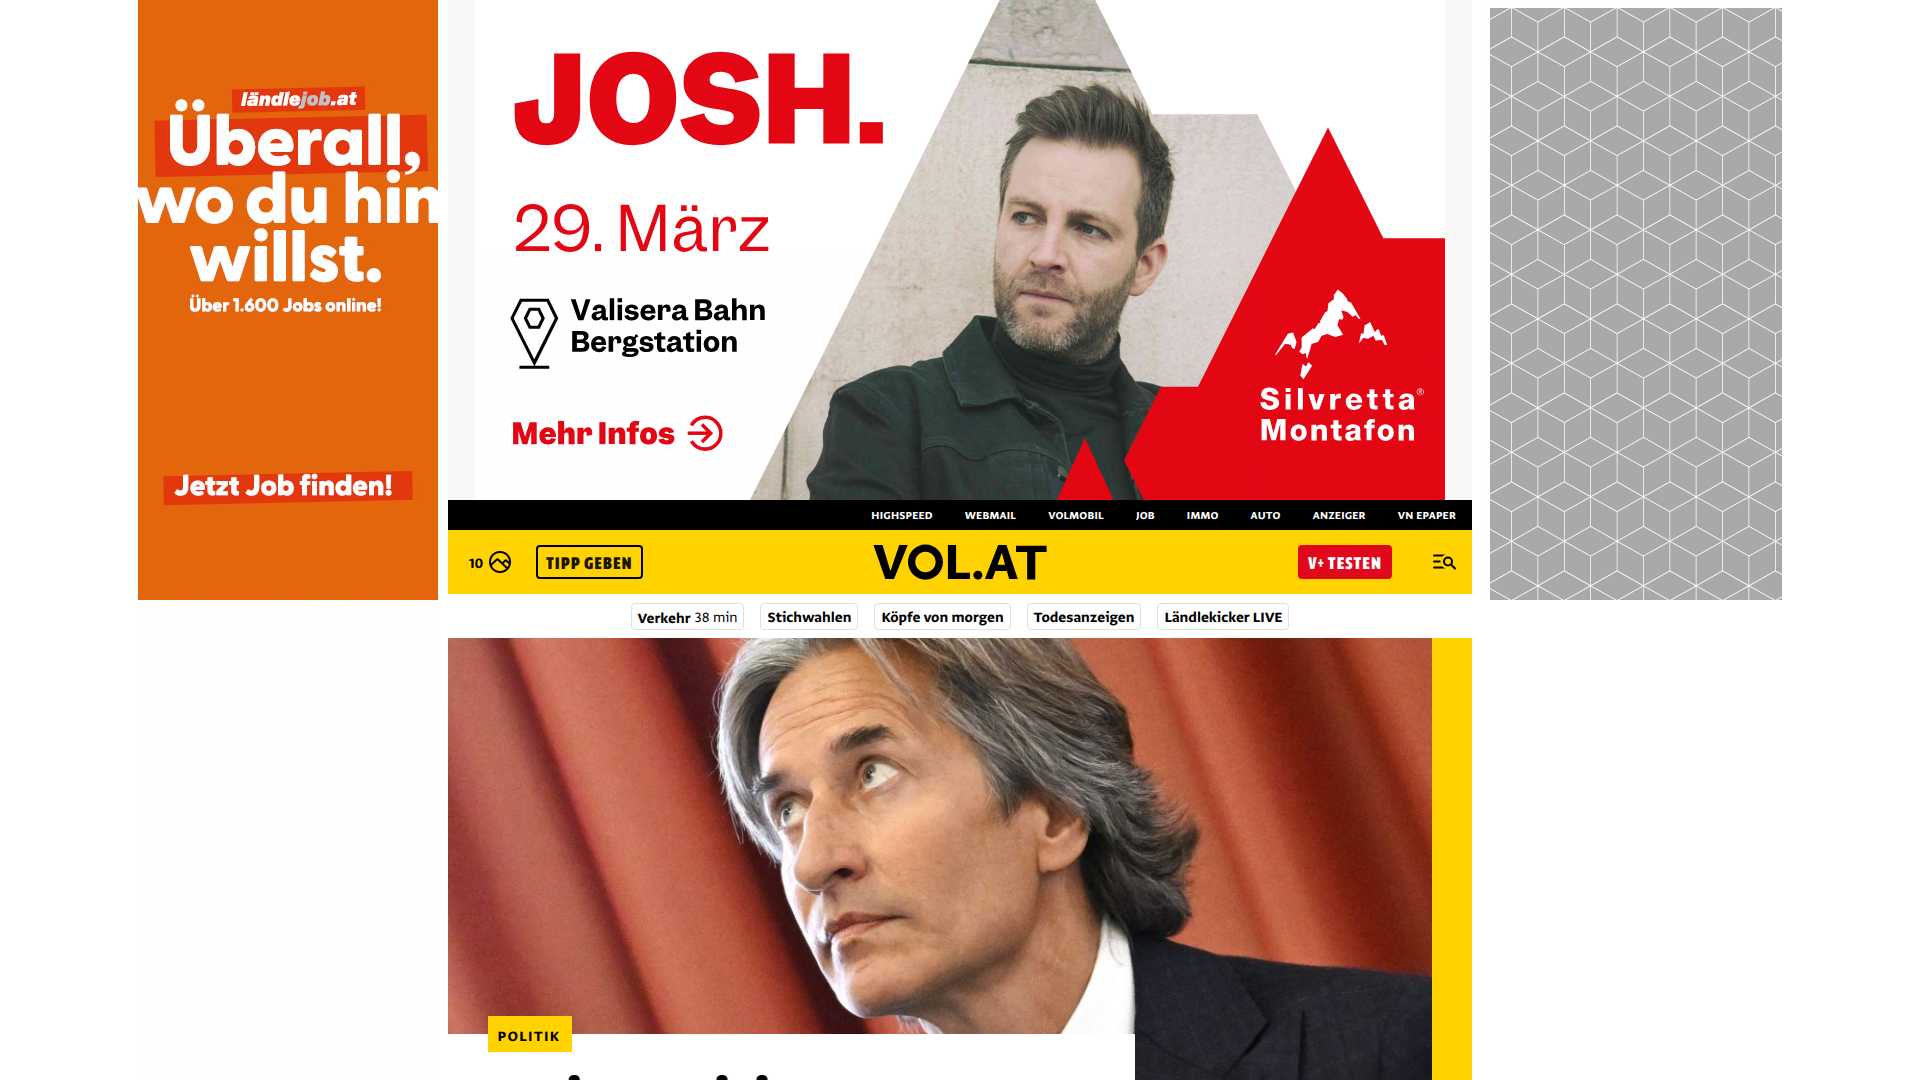 ländlejob.at
Überall,
wo du hin
willst.
Über 1.600 Jobs online!
Jetzt Job finden!
JOSH.
29. März
Valisera Bahn
Bergstation
Mehr Infos
Silvretta®
Montafon
HIGHSPEED WEBMAIL VOLMOBIL JOB IMMO AUTO ANZEIGER VN EPAPER
10 TIPP GEBEN VOL.AT V+ TESTEN
Verkehr 38 min Stichwahlen Köpfe von morgen Todesanzeigen Ländlekicker LIVE
POLITIK